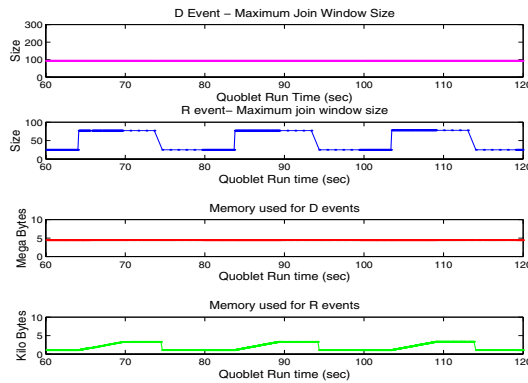 D Event - Maximum Join Window Size
Size
300
200
100
0
60 70 80 90 100 110 120
Quoblet Run Time (sec)
R event- Maximum join window size
Size
100
50
0
60 70 80 90 100 110 120
Quoblet Run time (sec)
Memory used for D events
Mega Bytes
10
5
0
60 70 80 90 100 110 120
Quoblet Run time (sec)
Memory used for R events
Kilo Bytes
10
5
0
60 70 80 90 100 110 120
Quoblet Run time (sec)